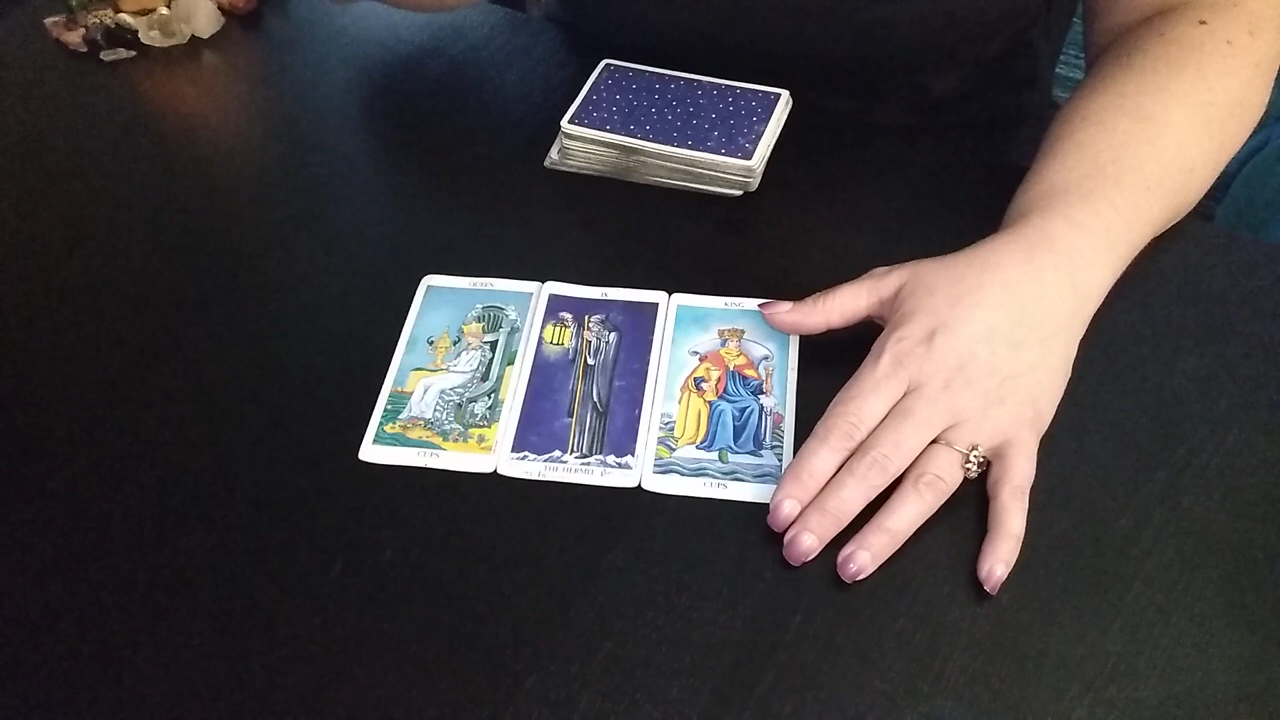 QUEEN
CUPS
IX
THE HERMIT
KING
CUPS